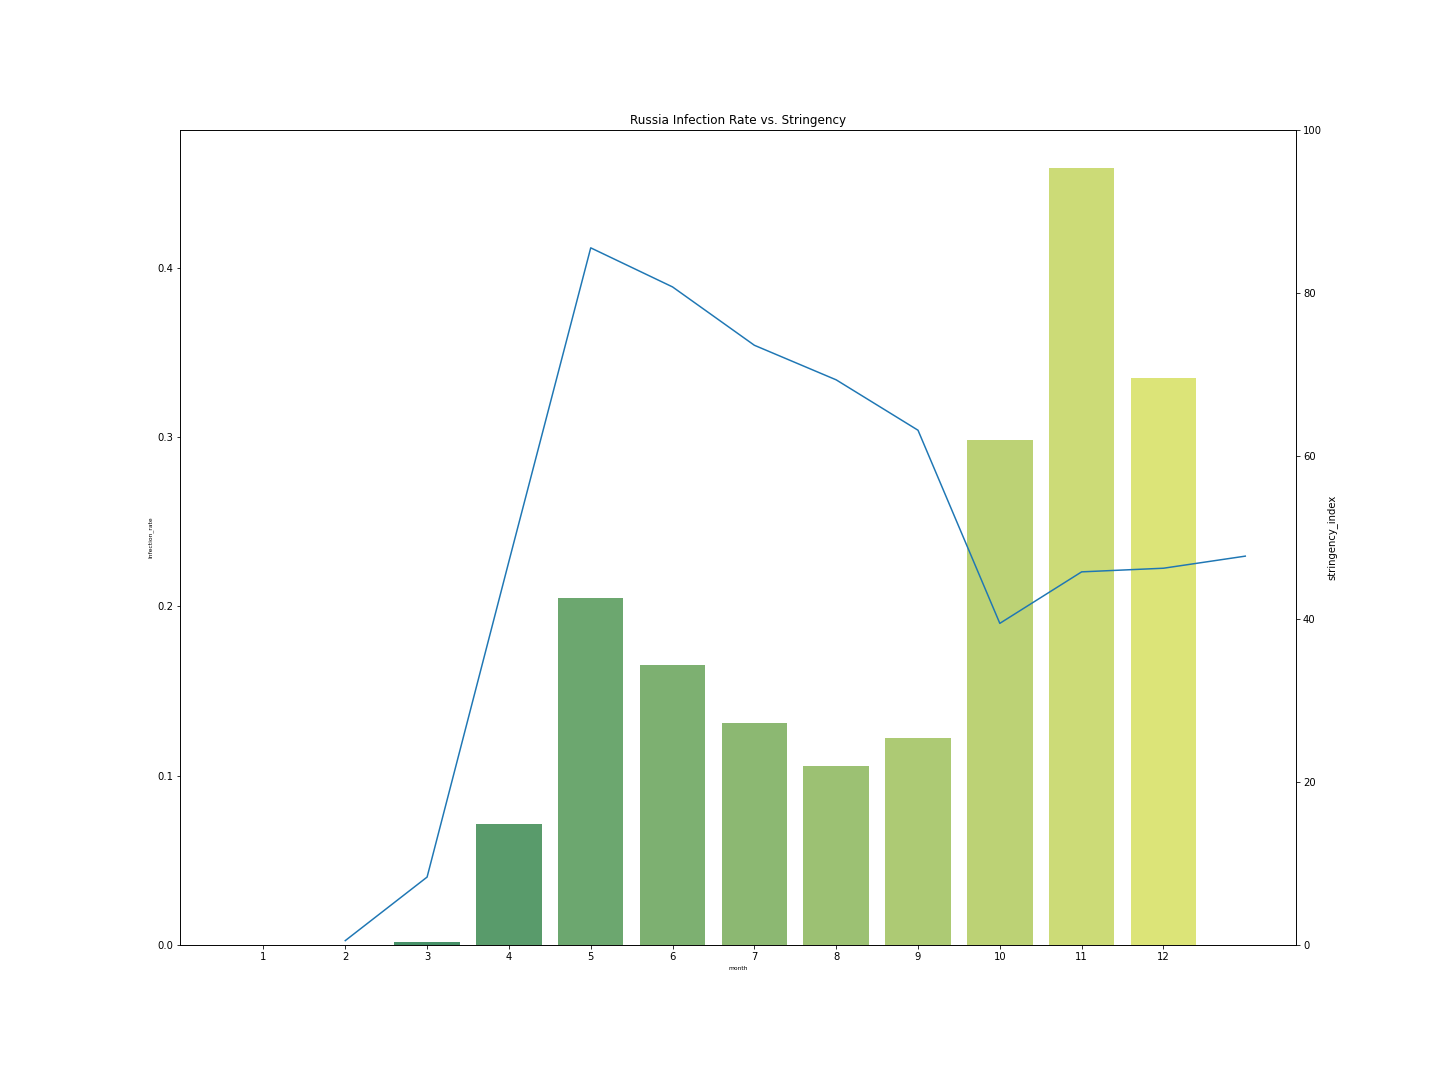 Russia Infection Rate vs. Stringency
100
80
60
40
20
0
0.4
0.3
0.2
0.1
0.0
infection_rate
stringency_index
1 2 3 4 5 6 7 8 9 10 11 12
month